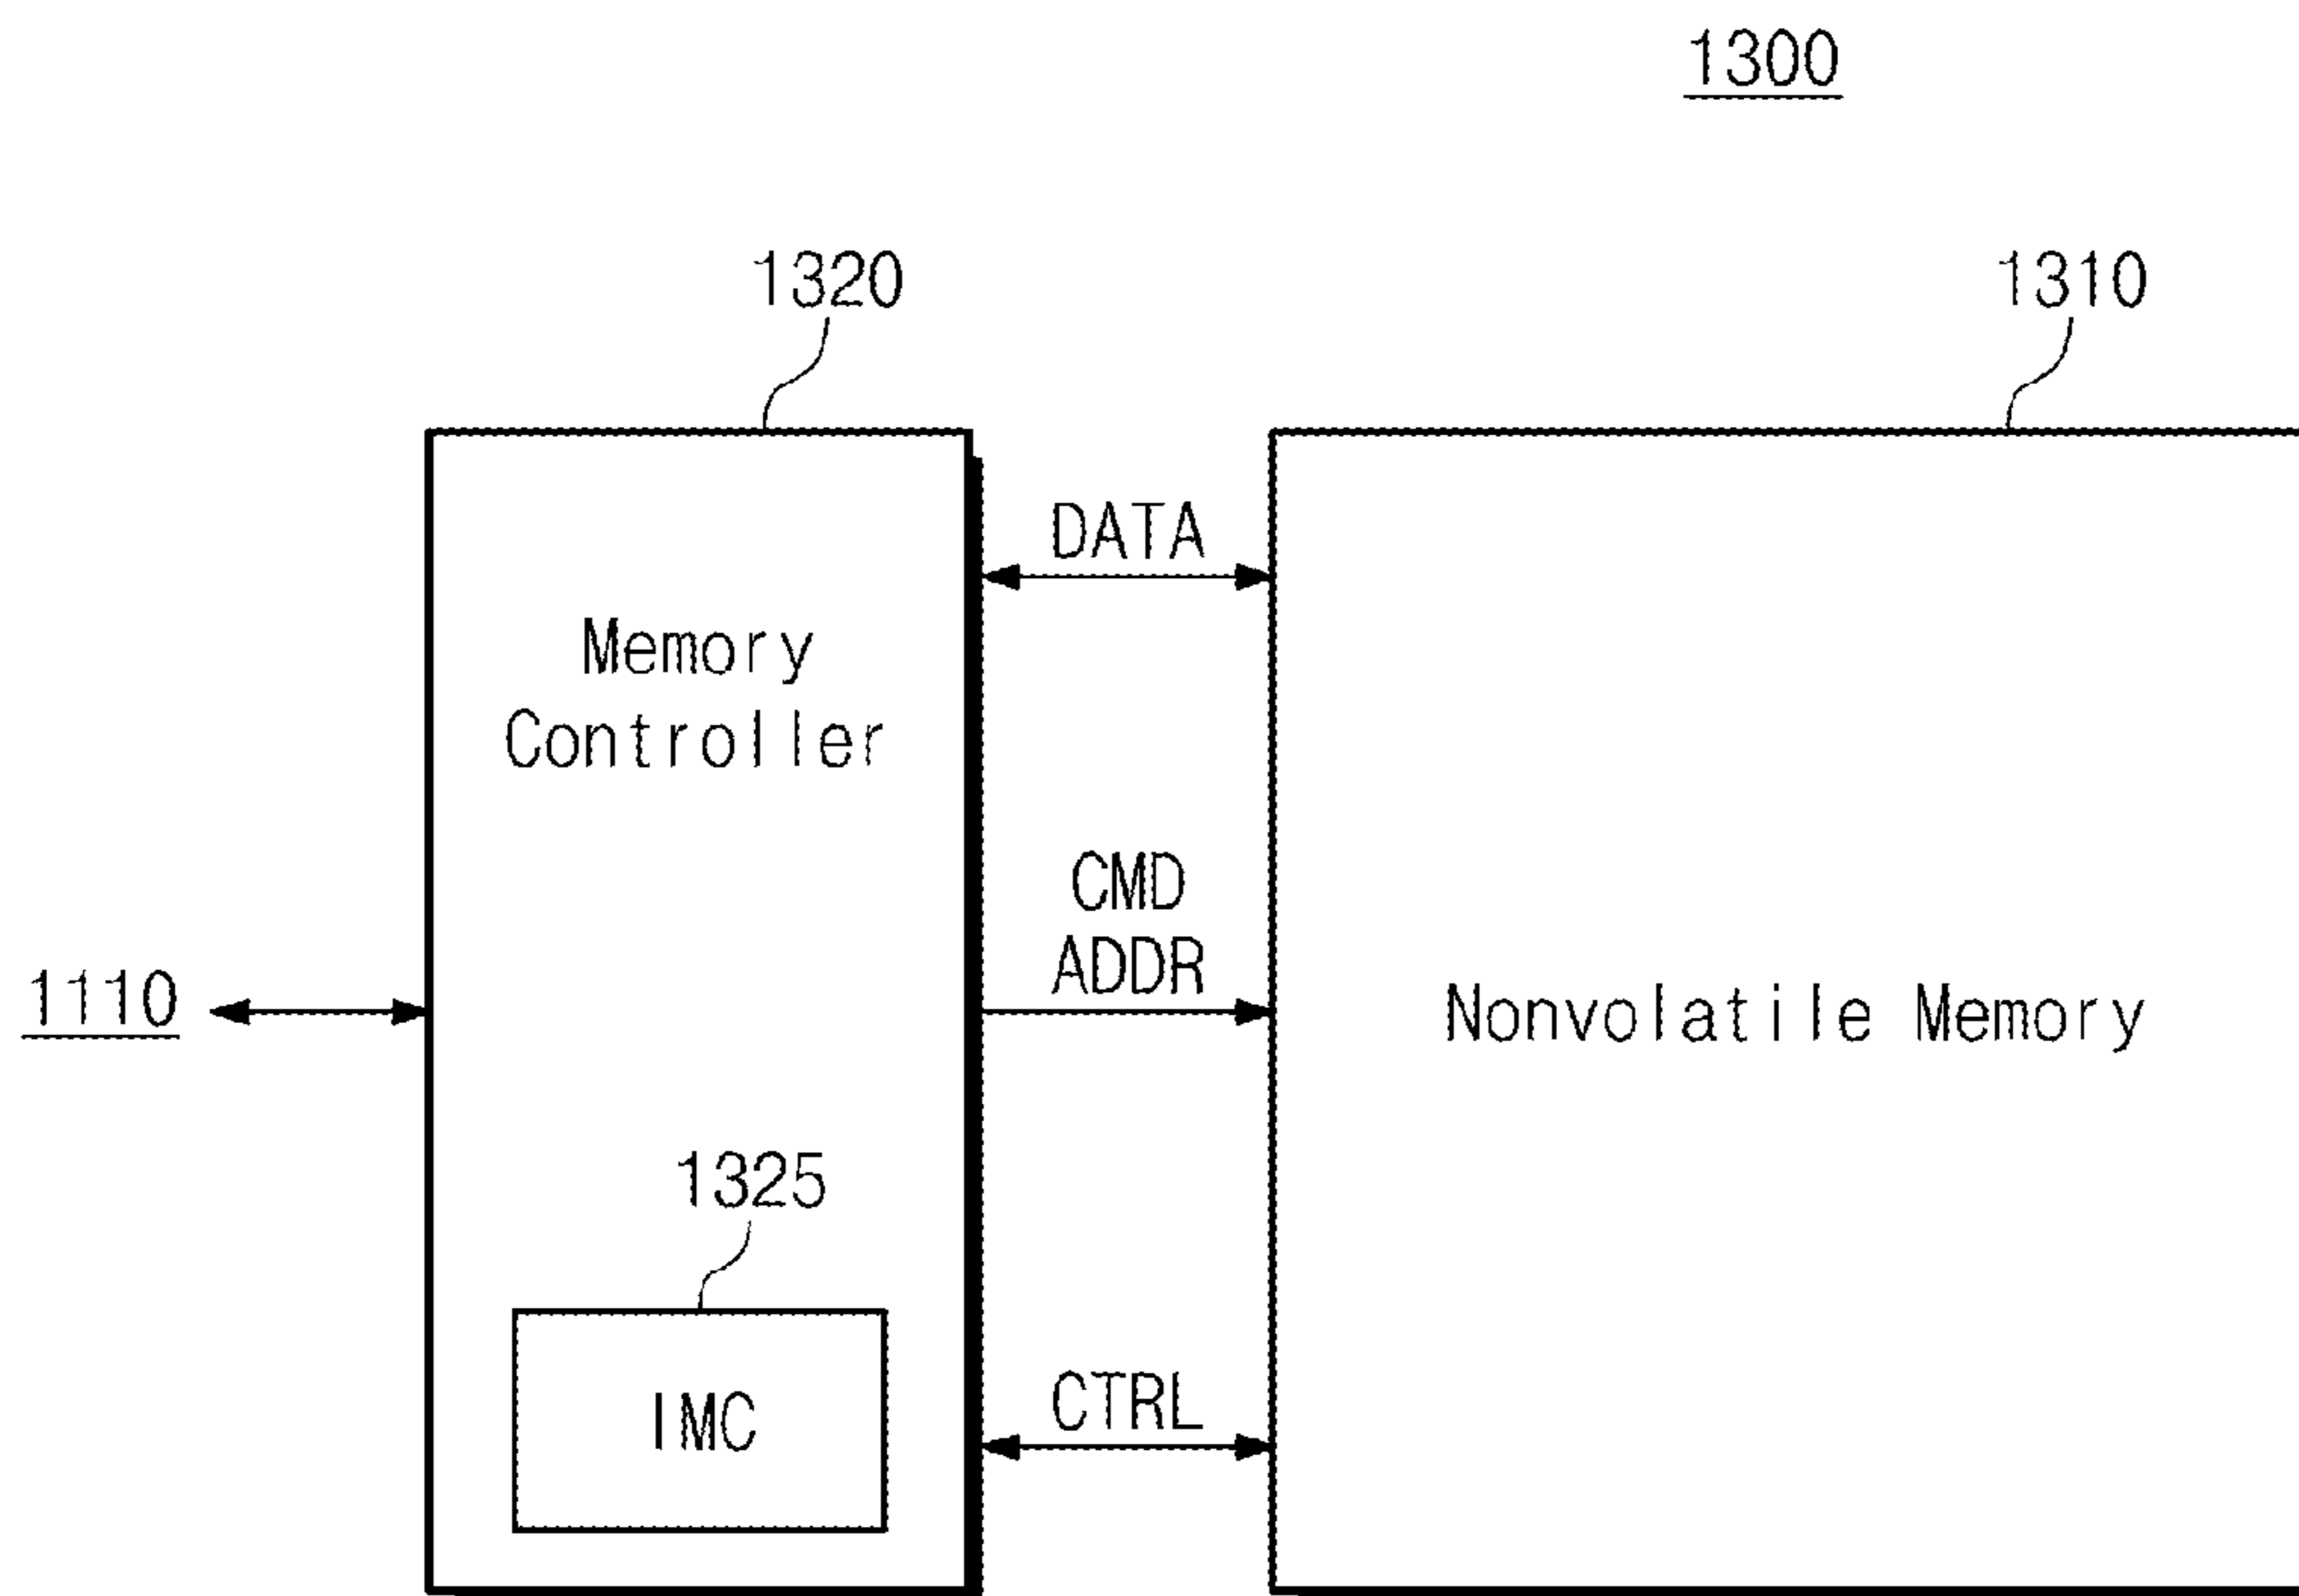 1300
1320
1310
DATA
Memory
Controller
CMD
ADDR
1110
Nonvolatile Memory
1325
IMC
CTRL